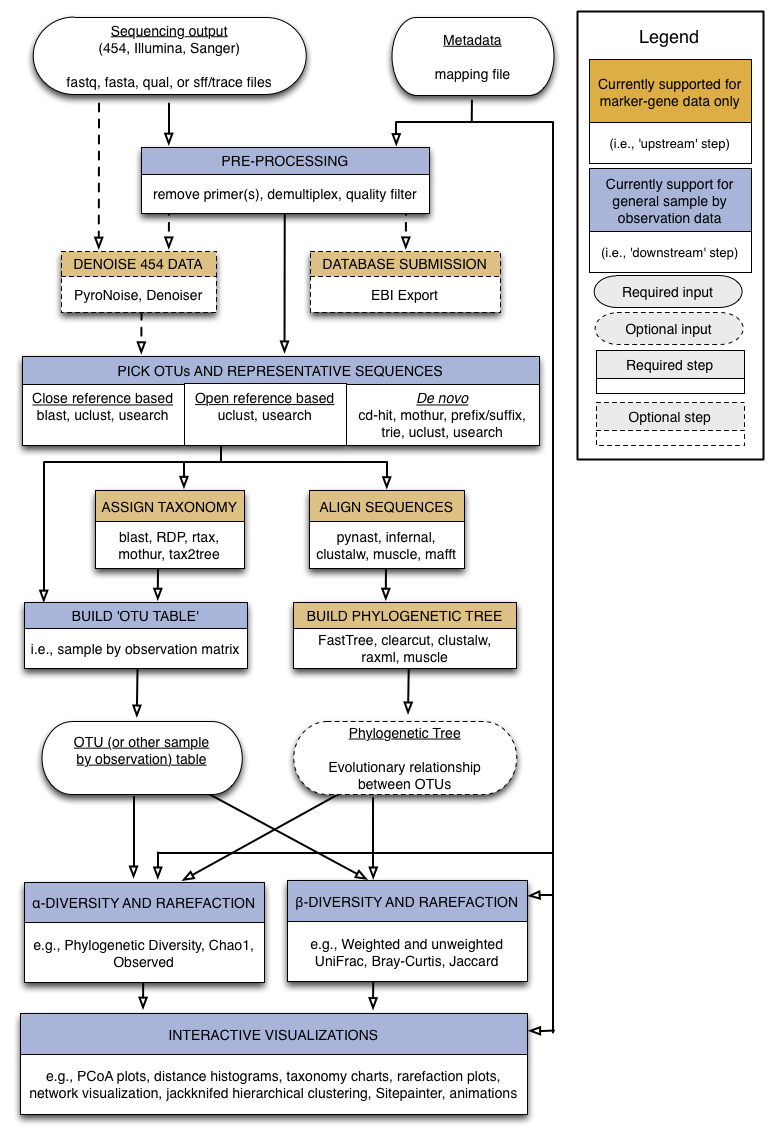 Sequencing output
(454, Illumina, Sanger)
fastq, fasta, qual, or sff/trace files
Metadata
mapping file
PRE-PROCESSING
remove primer(s), demultiplex, quality filter
DENOISE 454 DATA
PyroNoise, Denoiser
DATABASE SUBMISSION
EBI Export
PICK OTUs AND REPRESENTATIVE SEQUENCES
Close reference based
blast, uclust, usearch
Open reference based
uclust, usearch
De novo
cd-hit, mothur, prefix/suffix,
trie, uclust, usearch
ASSIGN TAXONOMY
blast, RDP, rtax,
mothur, tax2tree
ALIGN SEQUENCES
pynast, infernal,
clustalw, muscle, mafft
BUILD 'OTU TABLE'
i.e., sample by observation matrix
BUILD PHYLOGENETIC TREE
FastTree, clearcut, clustalw,
raxml, muscle
OTU (or other sample
by observation) table
Phylogenetic Tree
Evolutionary relationship
between OTUs
α-DIVERSITY AND RAREFACTION
e.g., Phylogenetic Diversity, Chao1,
Observed
β-DIVERSITY AND RAREFACTION
e.g., Weighted and unweighted
UniFrac, Bray-Curtis, Jaccard
INTERACTIVE VISUALIZATIONS
e.g., PCoA plots, distance histograms, taxonomy charts, rarefaction plots,
network visualization, jackknifed hierarchical clustering, Sitepainter, animations
Legend
Currently supported for
marker-gene data only
(i.e., 'upstream' step)
Currently support for
general sample by
observation data
(i.e., 'downstream' step)
Required input
Optional input
Required step
Optional step